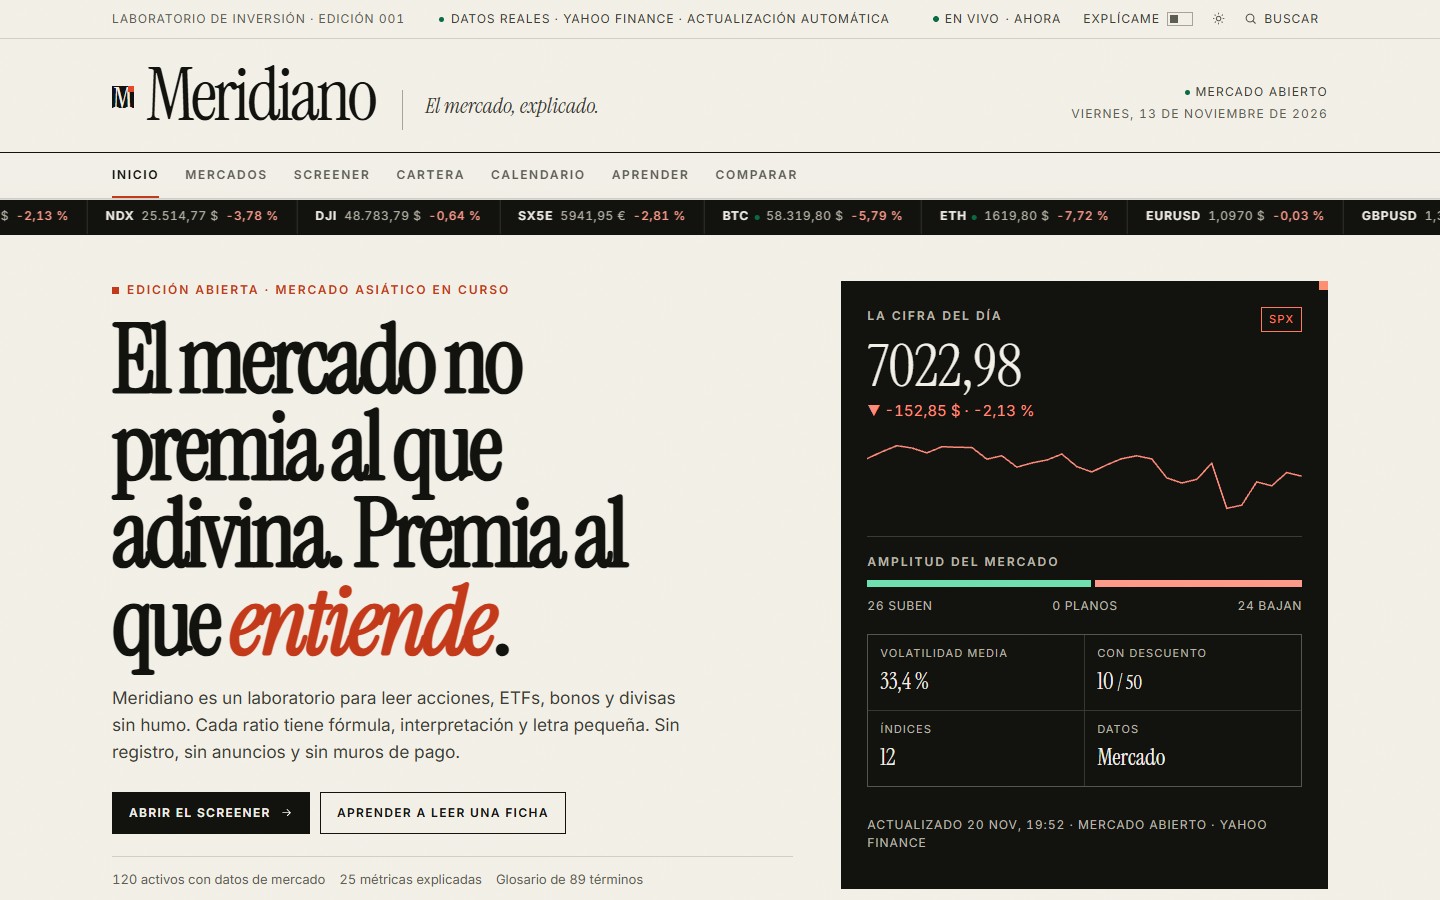 LABORATORIO DE INVERSIÓN · EDICIÓN 001
DATOS REALES · YAHOO FINANCE · ACTUALIZACIÓN AUTOMÁTICA
EN VIVO · AHORA
EXPLÍCAME
BUSCAR
M
Meridiano
El mercado, explicado.
MERCADO ABIERTO
VIERNES, 13 DE NOVIEMBRE DE 2026
INICIO MERCADOS SCREENER CARTERA CALENDARIO APRENDER COMPARAR
$ -2,13 % NDX 25.514,77 $ -3,78 % DJI 48.783,79 $ -0,64 % SX5E 5941,95 € -2,81 % BTC 58.319,80 $ -5,79 % ETH 1619,80 $ -7,72 % EURUSD 1,0970 $ -0,03 % GBPUSD
EDICIÓN ABIERTA · MERCADO ASIÁTICO EN CURSO
El mercado no
premia al que
adivina. Premia al
que entiende.
Meridiano es un laboratorio para leer acciones, ETFs, bonos y divisas
sin humo. Cada ratio tiene fórmula, interpretación y letra pequeña. Sin
registro, sin anuncios y sin muros de pago.
ABRIR EL SCREENER →
APRENDER A LEER UNA FICHA
120 activos con datos de mercado 25 métricas explicadas Glosario de 89 términos
LA CIFRA DEL DÍA
SPX
7022,98
▼ -152,85 $ · -2,13 %
AMPLITUD DEL MERCADO
26 SUBEN 0 PLANOS 24 BAJAN
VOLATILIDAD MEDIA
33,4 %
CON DESCUENTO
10 / 50
ÍNDICES
12
DATOS
Mercado
ACTUALIZADO 20 NOV, 19:52 · MERCADO ABIERTO · YAHOO
FINANCE